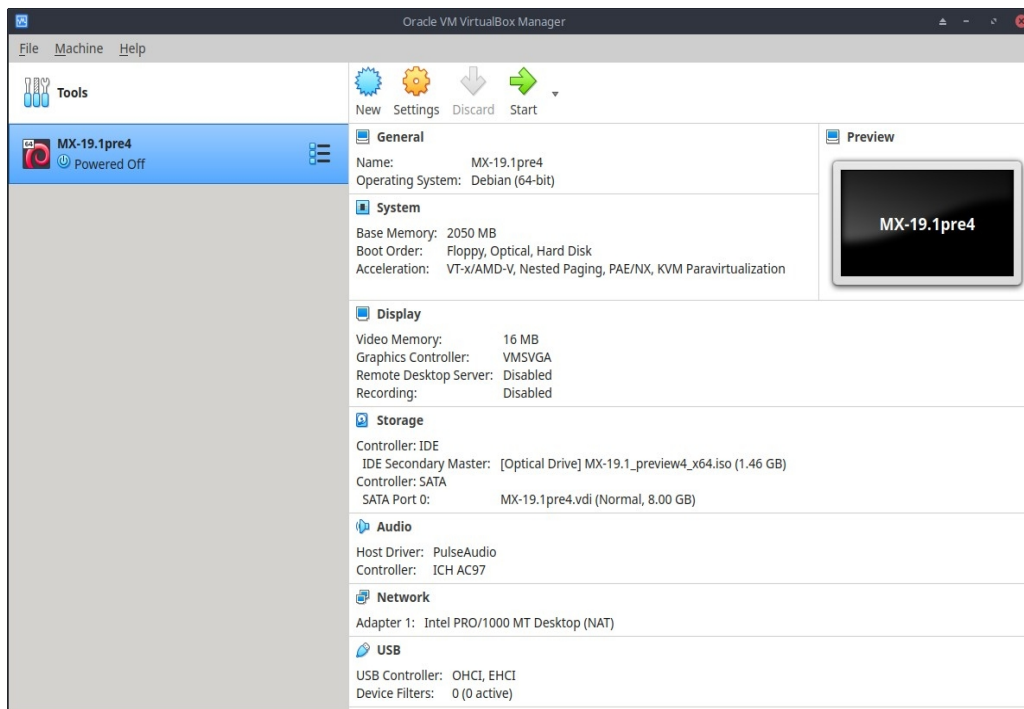 Oracle VM VirtualBox Manager
File Machine Help
Tools
New Settings Discard Start
64
MX-19.1pre4
Powered Off
General
Name: MX-19.1pre4
Operating System: Debian (64-bit)
Preview
MX-19.1pre4
System
Base Memory: 2050 MB
Boot Order: Floppy, Optical, Hard Disk
Acceleration: VT-x/AMD-V, Nested Paging, PAE/NX, KVM Paravirtualization
Display
Video Memory: 16 MB
Graphics Controller: VMSVGA
Remote Desktop Server: Disabled
Recording: Disabled
Storage
Controller: IDE
IDE Secondary Master: [Optical Drive] MX-19.1_preview4_x64.iso (1.46 GB)
Controller: SATA
SATA Port 0: MX-19.1pre4.vdi (Normal, 8.00 GB)
Audio
Host Driver: PulseAudio
Controller: ICH AC97
Network
Adapter 1: Intel PRO/1000 MT Desktop (NAT)
USB
USB Controller: OHCI, EHCI
Device Filters: 0 (0 active)